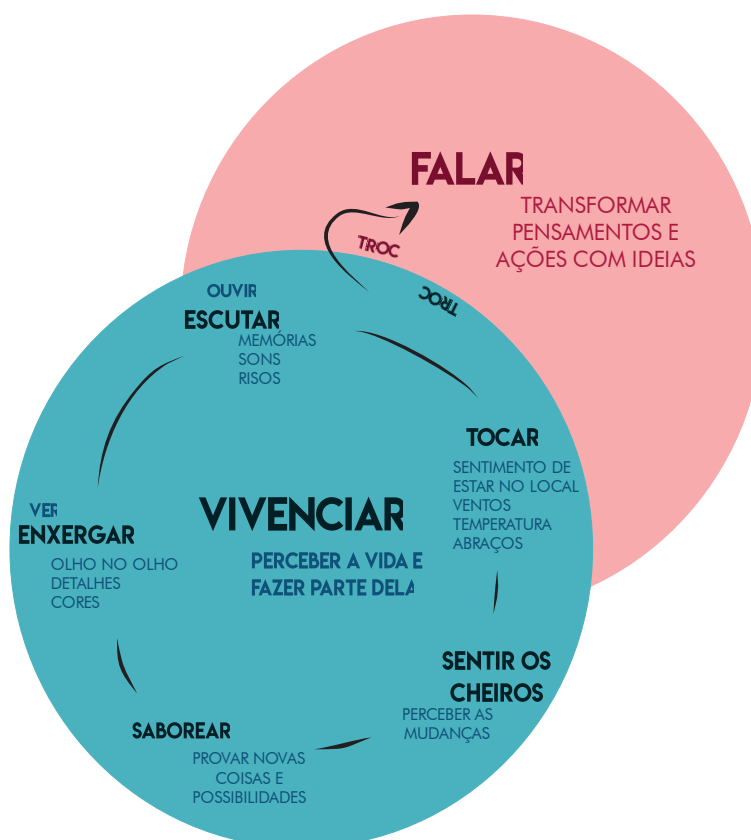 FALAR
TRANSFORMAR
PENSAMENTOS E
AÇÕES COM IDEIAS
TROC
TROC
OUVIR
ESCUTAR
MEMÓRIAS
SONS
RISOS
TOCAR
SENTIMENTO DE
ESTAR NO LOCAL
VENTOS
TEMPERATURA
ABRAÇOS
VER
ENXERGAR
OLHO NO OLHO
DETALHES
CORES
VIVENCIAR
PERCEBER A VIDA E
FAZER PARTE DELA
SENTIR OS
CHEIROS
PERCEBER AS
MUDANÇAS
SABOREAR
PROVAR NOVAS
COISAS E
POSSIBILIDADES